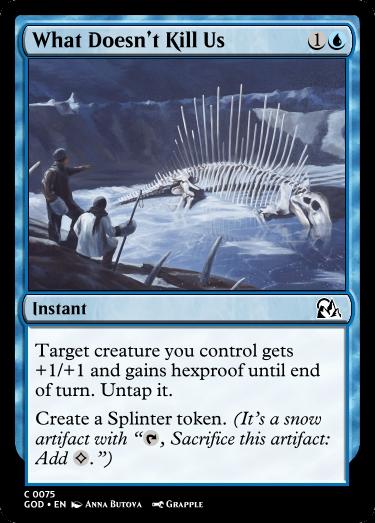 What Doesn't Kill Us 1
Instant
Target creature you control gets
+1/+1 and gains hexproof until end
of turn. Untap it.
Create a Splinter token. (It's a snow
artifact with “, Sacrifice this artifact:
Add .”)
C 0075
GOD • EN Anna Butova Grapple